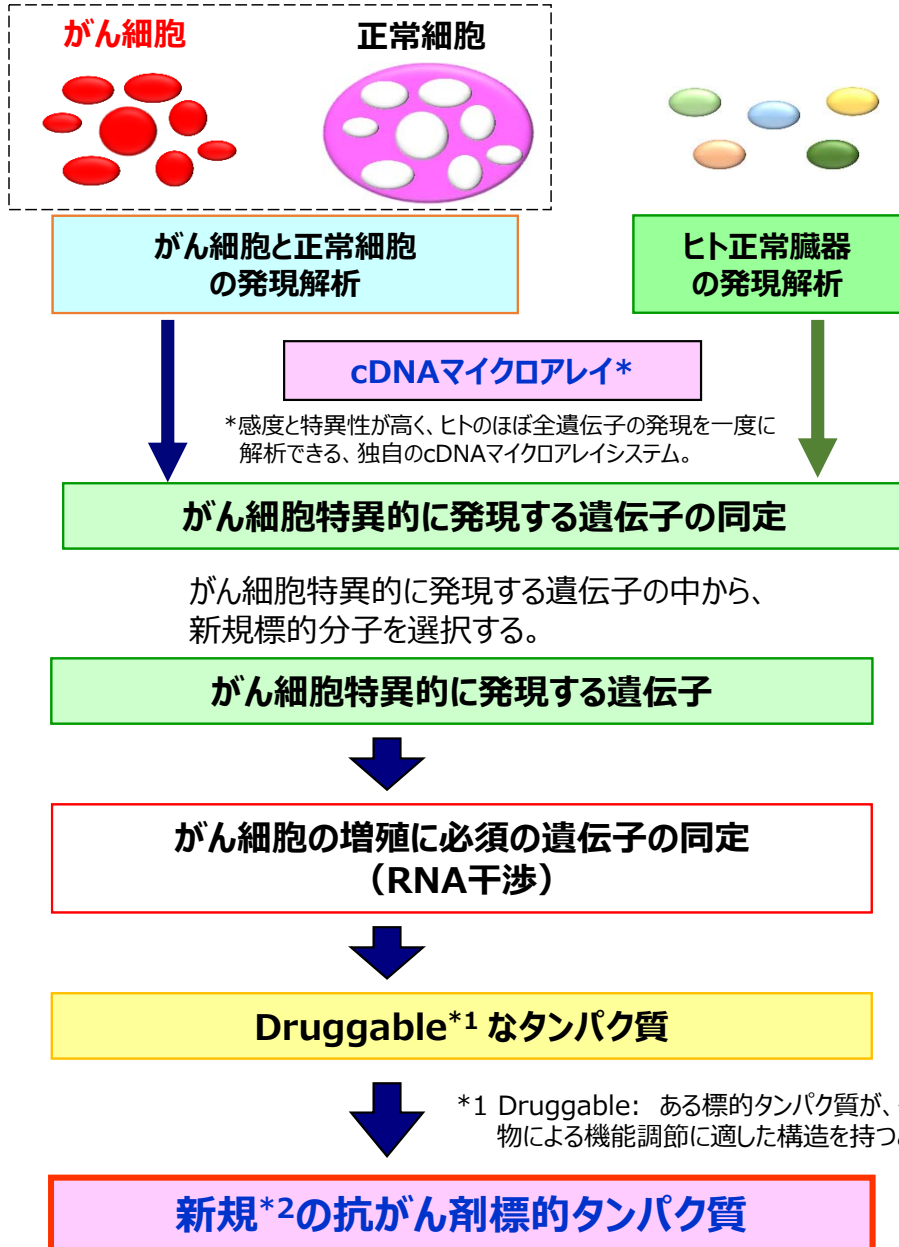 がん細胞
正常細胞
がん細胞と正常細胞
の発現解析
ヒト正常臓器
の発現解析
cDNAマイクロアレイ*
*感度と特異性が高く、ヒトのほぼ全遺伝子の発現を一度に
解析できる、独自のcDNAマイクロアレイシステム。
がん細胞特異的に発現する遺伝子の同定
がん細胞特異的に発現する遺伝子の中から、
新規標的分子を選択する。
がん細胞特異的に発現する遺伝子
がん細胞の増殖に必須の遺伝子の同定
（RNA干渉）
Druggable*1 なタンパク質
*1 Druggable: ある標的タンパク質が、
物による機能調節に適した構造を持つ
新規*2の抗がん剤標的タンパク質